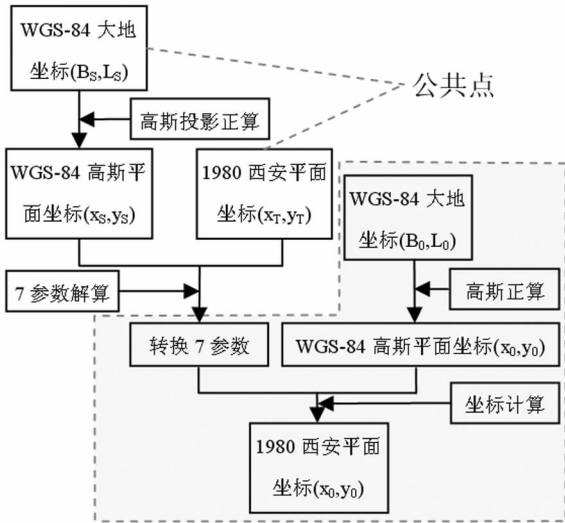 WGS-84 大地
坐标(BS,LS)
公共点
高斯投影正算
WGS-84 高斯平
面坐标(xS,yS)
1980 西安平面
坐标(xT,yT)
WGS-84 大地
坐标(B0,L0)
7 参数解算
高斯正算
转换 7 参数
WGS-84 高斯平面坐标(x0,y0)
坐标计算
1980 西安平面
坐标(x0,y0)